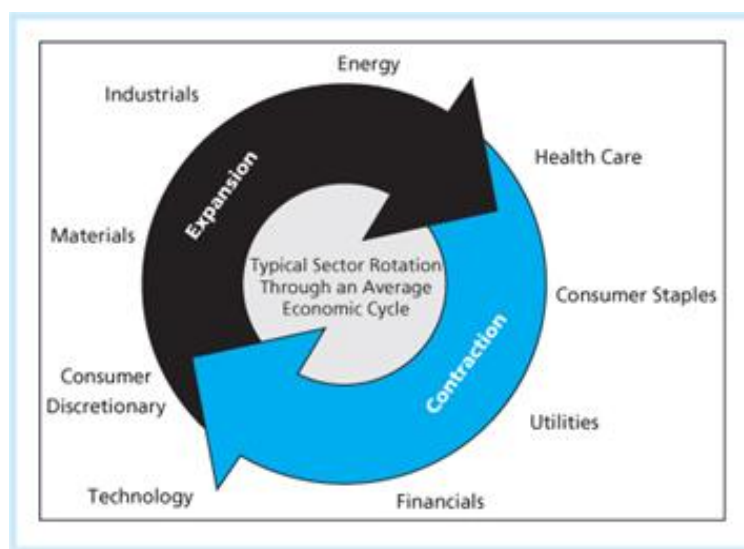 Energy
Industrials
Health Care
Expansion
Materials
Typical Sector Rotation
Through an Average
Economic Cycle
Consumer Staples
Consumer
Discretionary
Contraction
Utilities
Technology
Financials